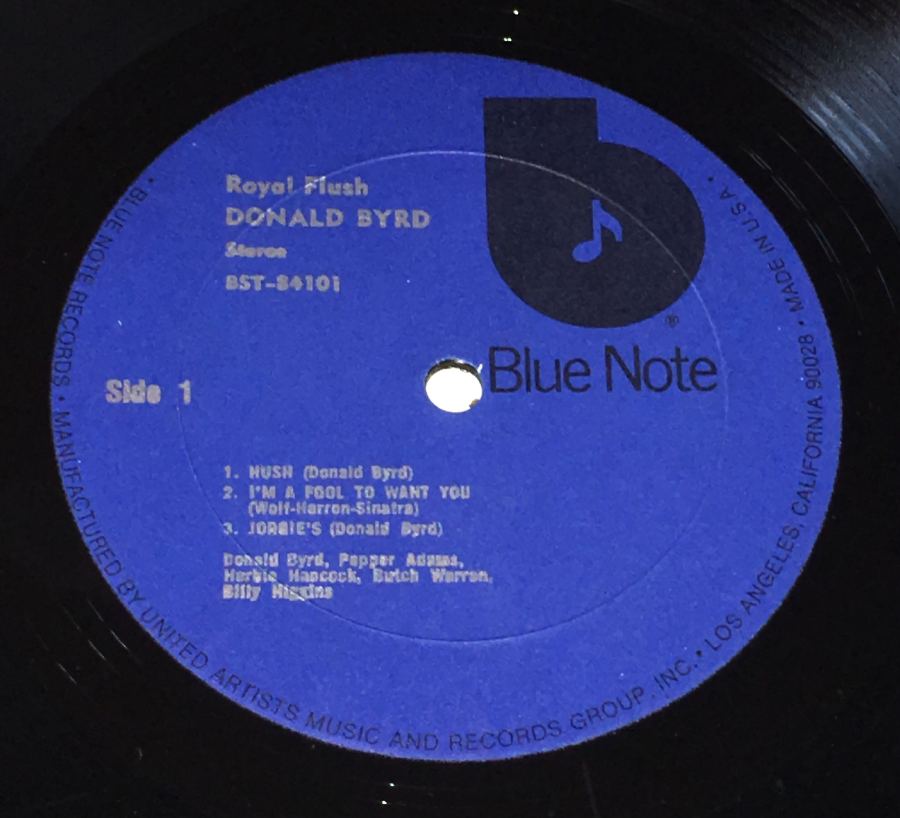 Royal Flush
DONALD BYRD
Stereo
BST-84101
®
Blue Note
Side 1
1. HUSH (Donald Byrd)
2. I'M A FOOL TO WANT YOU
(Wolf-Herron-Sinatra)
3. JORGIE'S (Donald Byrd)
Donald Byrd, Pepper Adams,
Herbie Hancock, Butch Warren,
Billy Higgins
• BLUE NOTE RECORDS • MANUFACTURED BY UNITED ARTISTS MUSIC AND RECORDS GROUP, INC. • LOS ANGELES, CALIFORNIA 90028 • MADE IN U.S.A. •